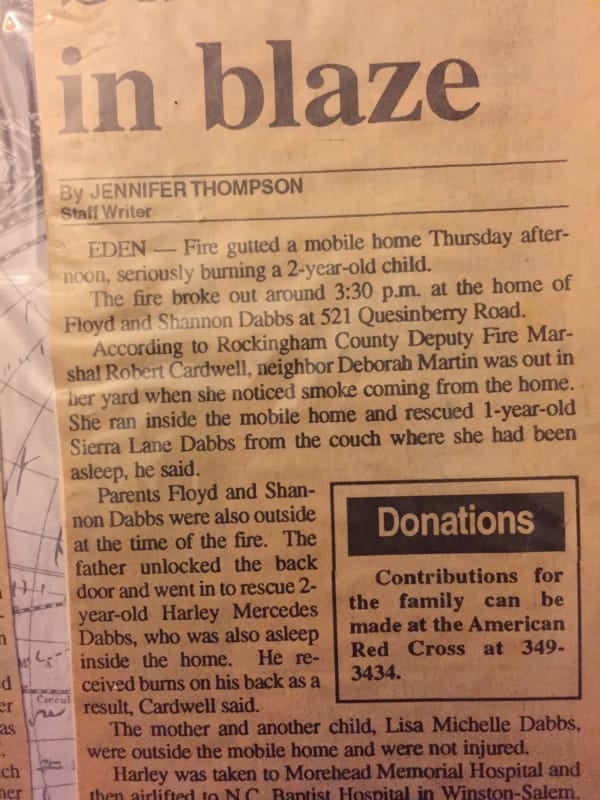 in blaze
By JENNIFER THOMPSON
Staff Writer
EDEN — Fire gutted a mobile home Thursday after-
noon, seriously burning a 2-year-old child.
The fire broke out around 3:30 p.m. at the home of
Floyd and Shannon Dabbs at 521 Quesinberry Road.
According to Rockingham County Deputy Fire Mar-
shal Robert Cardwell, neighbor Deborah Martin was out in
her yard when she noticed smoke coming from the home.
She ran inside the mobile home and rescued 1-year-old
Sierra Lane Dabbs from the couch where she had been
asleep, he said.
Parents Floyd and Shan-
non Dabbs were also outside
at the time of the fire. The
father unlocked the back
door and went in to rescue 2-
year-old Harley Mercedes
Dabbs, who was also asleep
inside the home. He re-
ceived burns on his back as a
result, Cardwell said.
Donations
Contributions for
the family can be
made at the American
Red Cross at 349-
3434.
The mother and another child, Lisa Michelle Dabbs,
were outside the mobile home and were not injured.
Harley was taken to Morehead Memorial Hospital and
then airlifted to N.C. Baptist Hospital in Winston-Salem.